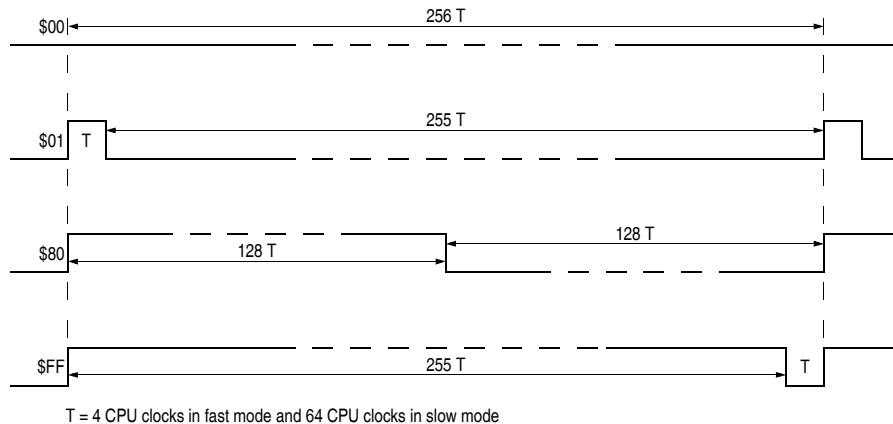 256 T
$00
255 T
$01 T
128 T
$80
128 T
$FF
255 T
T
T = 4 CPU clocks in fast mode and 64 CPU clocks in slow mode